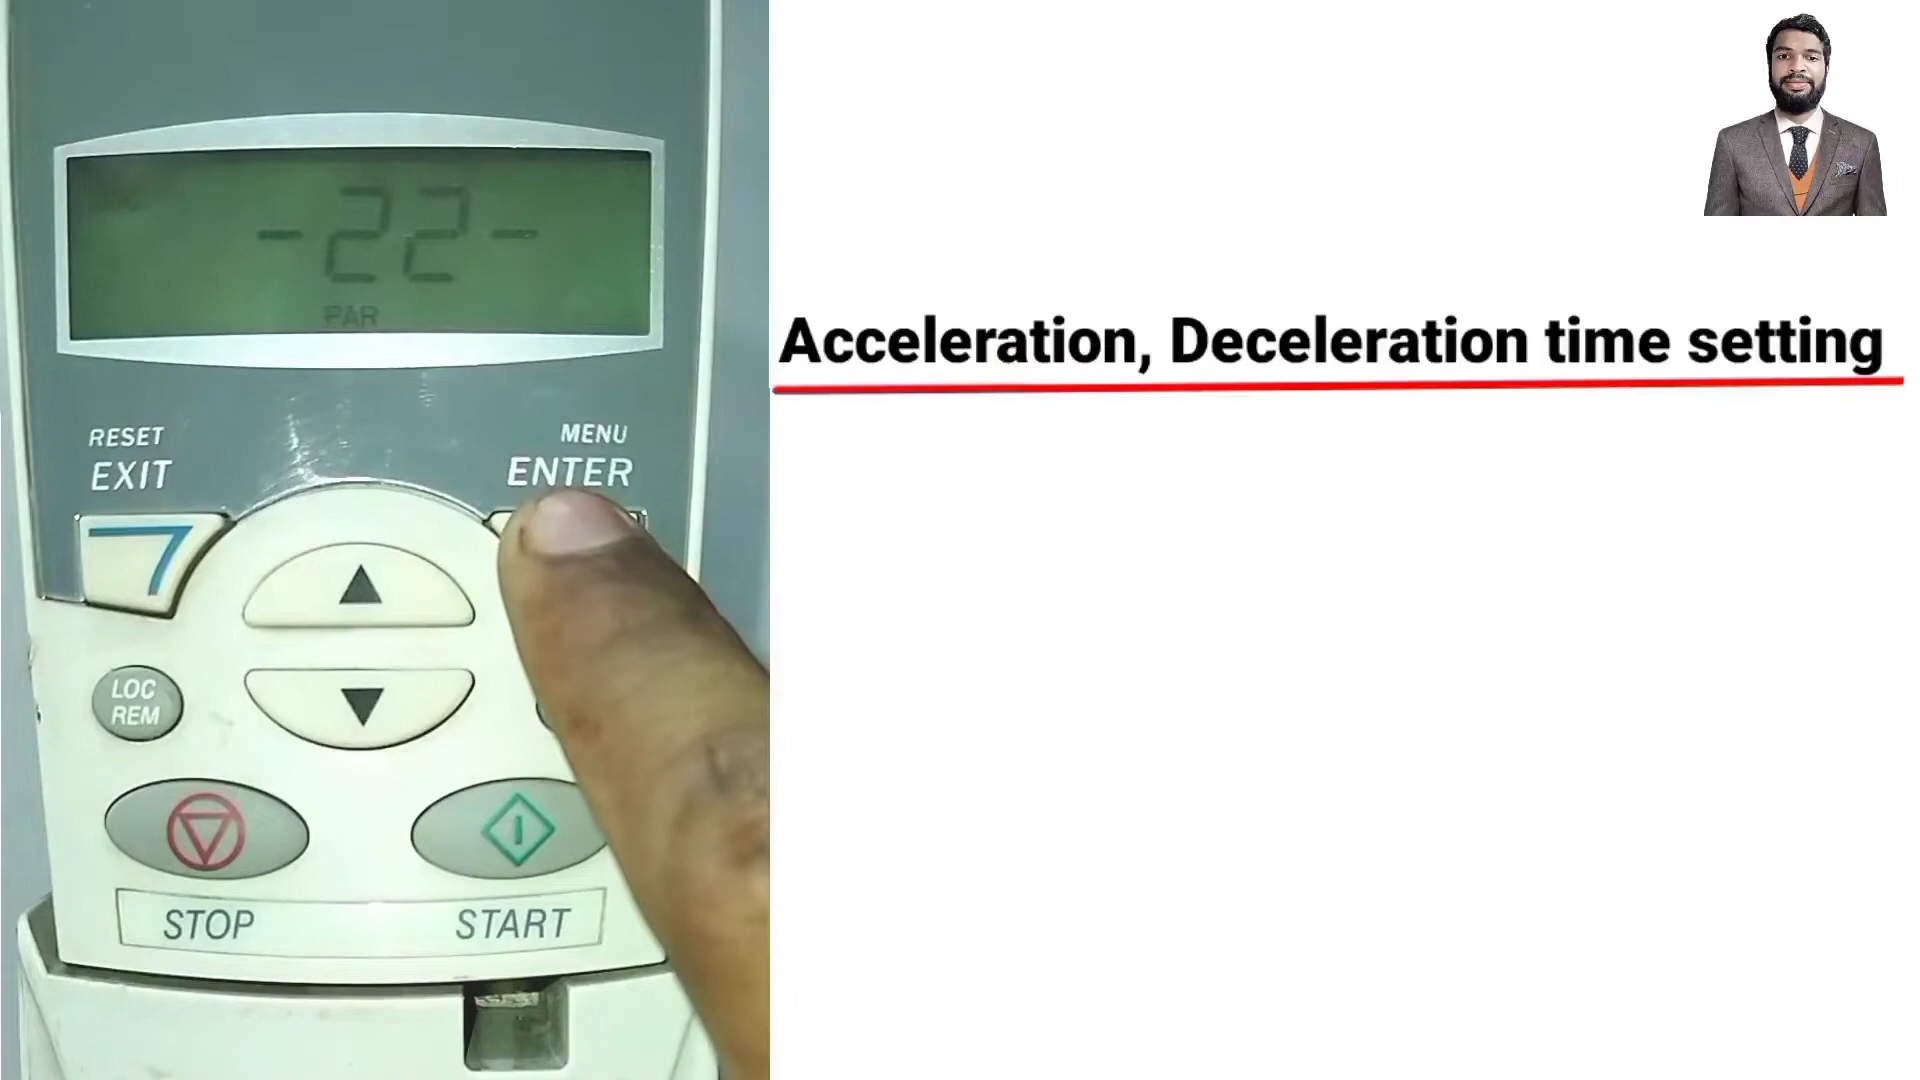 -22-
PAR
RESET
EXIT
MENU
ENTER
LOC
REM
STOP
START
Acceleration, Deceleration time setting